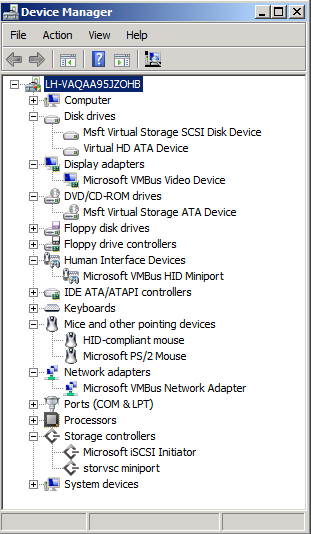 Device Manager
File Action View Help
LH-VAQAA95JZOHB
Computer
Disk drives
Msft Virtual Storage SCSI Disk Device
Virtual HD ATA Device
Display adapters
Microsoft VMBus Video Device
DVD/CD-ROM drives
Msft Virtual Storage ATA Device
Floppy disk drives
Floppy drive controllers
Human Interface Devices
Microsoft VMBus HID Miniport
IDE ATA/ATAPI controllers
Keyboards
Mice and other pointing devices
HID-compliant mouse
Microsoft PS/2 Mouse
Network adapters
Microsoft VMBus Network Adapter
Ports (COM & LPT)
Processors
Storage controllers
Microsoft iSCSI Initiator
storvsc miniport
System devices